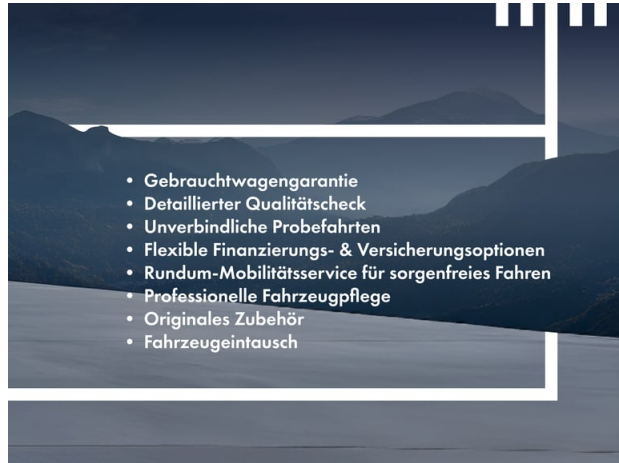 • Gebrauchtwagengarantie
• Detaillierter Qualitätscheck
• Unverbindliche Probefahrten
• Flexible Finanzierungs- & Versicherungsoptionen
• Rundum-Mobilitätsservice für sorgenfreies Fahren
• Professionelle Fahrzeugpflege
• Originales Zubehör
• Fahrzeugeintausch